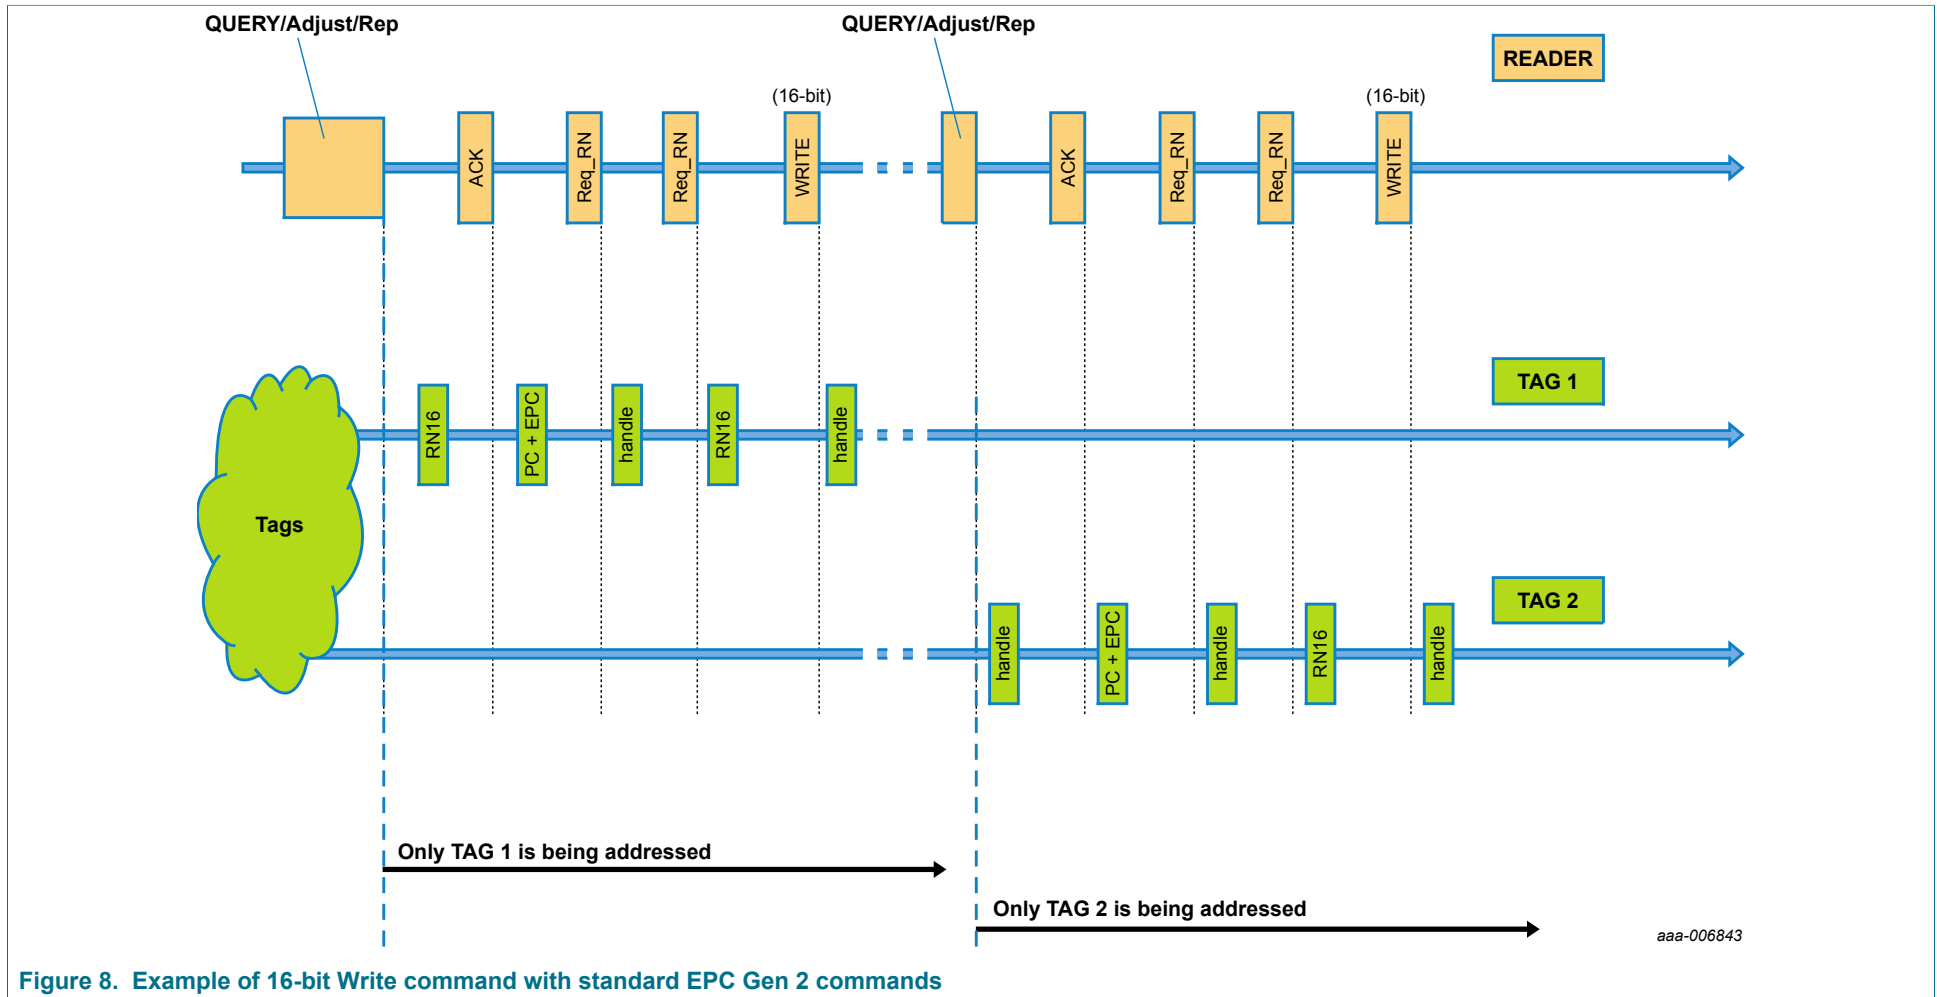 QUERY/Adjust/Rep
QUERY/Adjust/Rep
READER
(16-bit)
(16-bit)
ACK
Req_RN
Req_RN
WRITE
ACK
Req_RN
Req_RN
WRITE
TAG 1
RN16
PC + EPC
handle
RN16
handle
Tags
TAG 2
handle
PC + EPC
handle
RN16
handle
Only TAG 1 is being addressed
Only TAG 2 is being addressed
aaa-006843
Figure 8. Example of 16-bit Write command with standard EPC Gen 2 commands